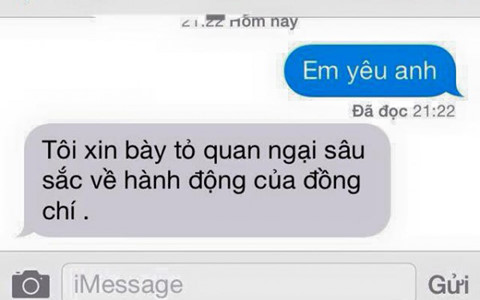 21:22 Hôm nay
Em yêu anh
Đã đọc 21:22
Tôi xin bày tỏ quan ngại sâu
sắc về hành động của đồng
chí .
iMessage
Gửi